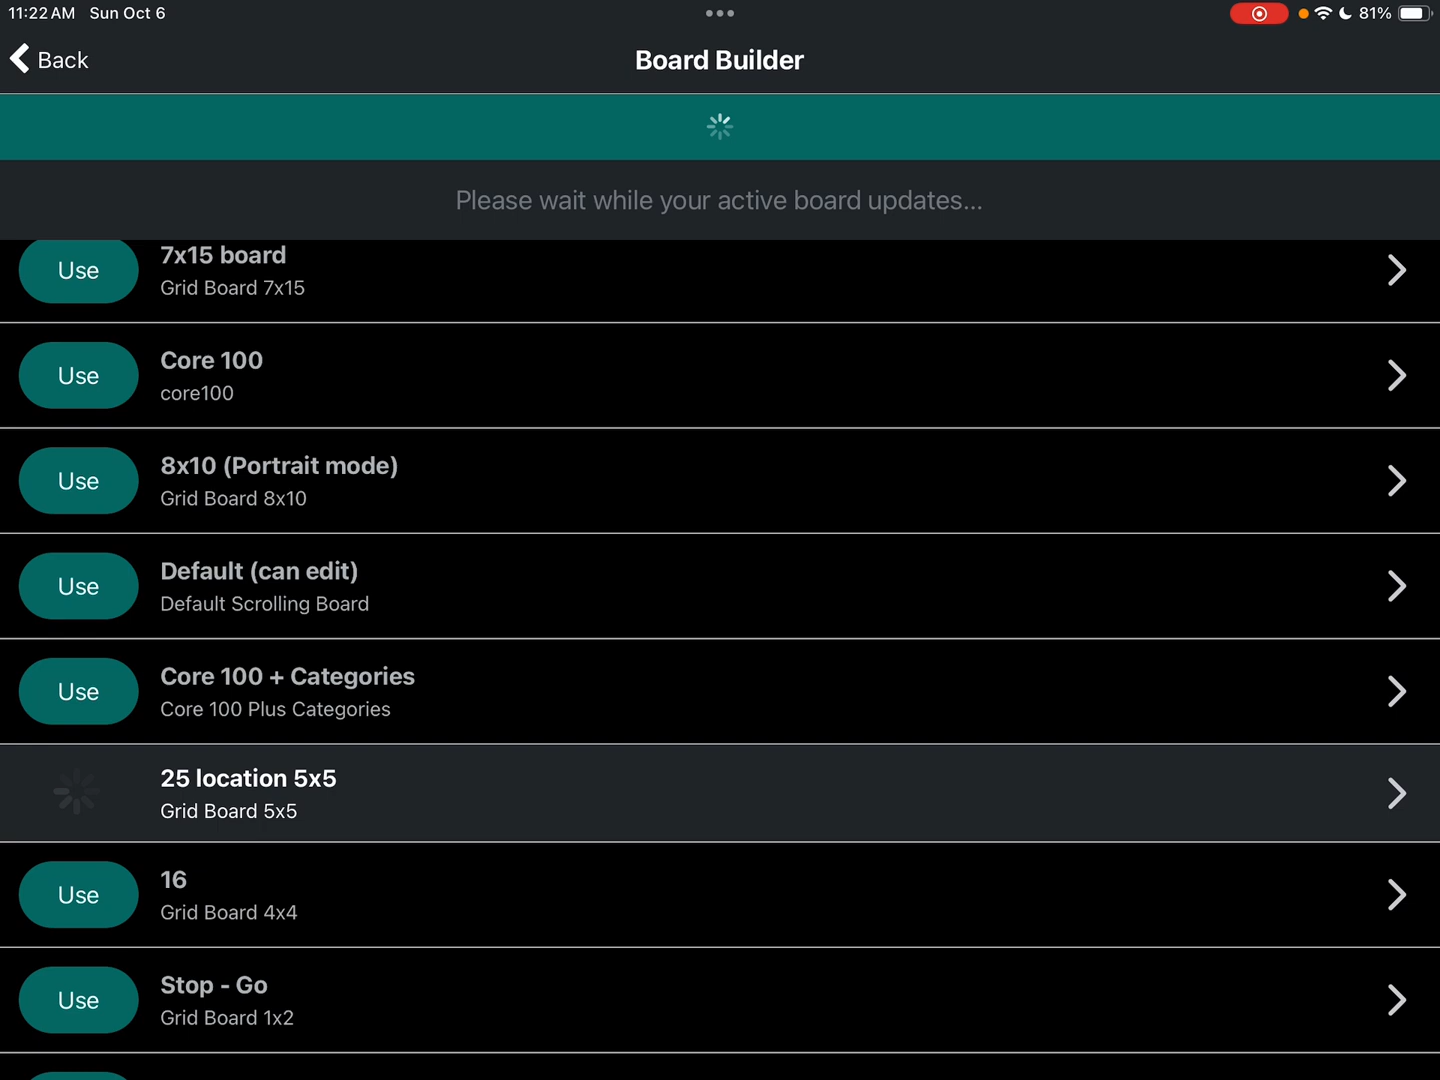 11:22 AM Sun Oct 6
81%
Back
Board Builder
Please wait while your active board updates...
Use
7x15 board
Grid Board 7x15
Use
Core 100
core100
Use
8x10 (Portrait mode)
Grid Board 8x10
Use
Default (can edit)
Default Scrolling Board
Use
Core 100 + Categories
Core 100 Plus Categories
25 location 5x5
Grid Board 5x5
Use
16
Grid Board 4x4
Use
Stop - Go
Grid Board 1x2